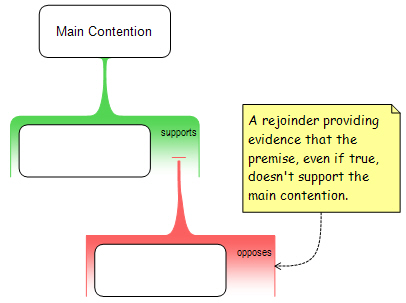 Main Contention
supports
A rejoinder providing
evidence that the
premise, even if true,
doesn't support the
main contention.
opposes